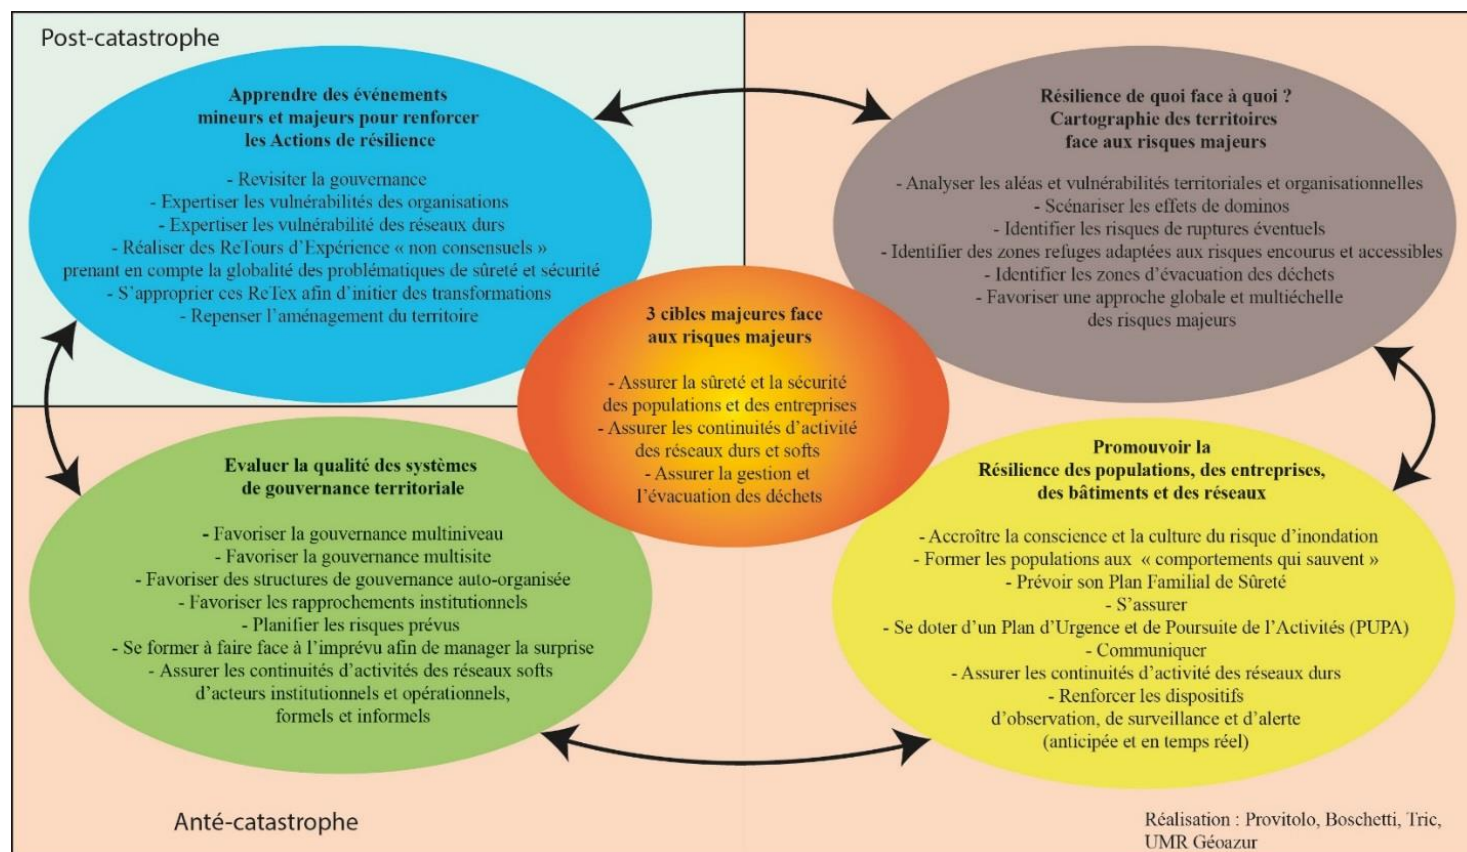 Post-catastrophe
Apprendre des événements
mineurs et majeurs pour renforcer
les Actions de résilience
- Revisiter la gouvernance
- Expertiser les vulnérabilités des organisations
- Expertiser les vulnérabilité des réseaux durs
- Réaliser des ReTours d’Expérience « non consensuels »
prenant en compte la globalité des problématiques de sûreté et sécurité
- S’approprier ces ReTex afin d’initier des transformations
- Repenser l’aménagement du territoire
Résilience de quoi face à quoi ?
Cartographie des territoires
face aux risques majeurs
- Analyser les aléas et vulnérabilités territoriales et organisationnelles
- Scénariser les effets de dominos
- Identifier les risques de ruptures éventuels
- Identifier des zones refuges adaptées aux risques encourus et accessibles
- Identifier les zones d’évacuation des déchets
- Favoriser une approche globale et multiéchelle
des risques majeurs
3 cibles majeures face
aux risques majeurs
- Assurer la sûreté et la sécurité
des populations et des entreprises
- Assurer les continuités d’activité
des réseaux durs et softs
- Assurer la gestion et
l’évacuation des déchets
Evaluer la qualité des systèmes
de gouvernance territoriale
- Favoriser la gouvernance multiniveau
- Favoriser la gouvernance multisite
- Favoriser des structures de gouvernance auto-organisée
- Favoriser les rapprochements institutionnels
- Planifier les risques prévus
- Se former à faire face à l’imprévu afin de manager la surprise
- Assurer les continuités d’activités des réseaux softs
d’acteurs institutionnels et opérationnels,
formels et informels
Promouvoir la
Résilience des populations, des entreprises,
des bâtiments et des réseaux
- Accroître la conscience et la culture du risque d’inondation
- Former les populations aux « comportements qui sauvent »
- Prévoir son Plan Familial de Sûreté
- S’assurer
- Se doter d’un Plan d’Urgence et de Poursuite de l’Activités (PUPA)
- Communiquer
- Assurer les continuités d’activité des réseaux durs
- Renforcer les dispositifs
d’observation, de surveillance et d’alerte
(anticipée et en temps réel)
Anté-catastrophe
Réalisation : Provitolo, Boschetti, Tric,
UMR Géoazur